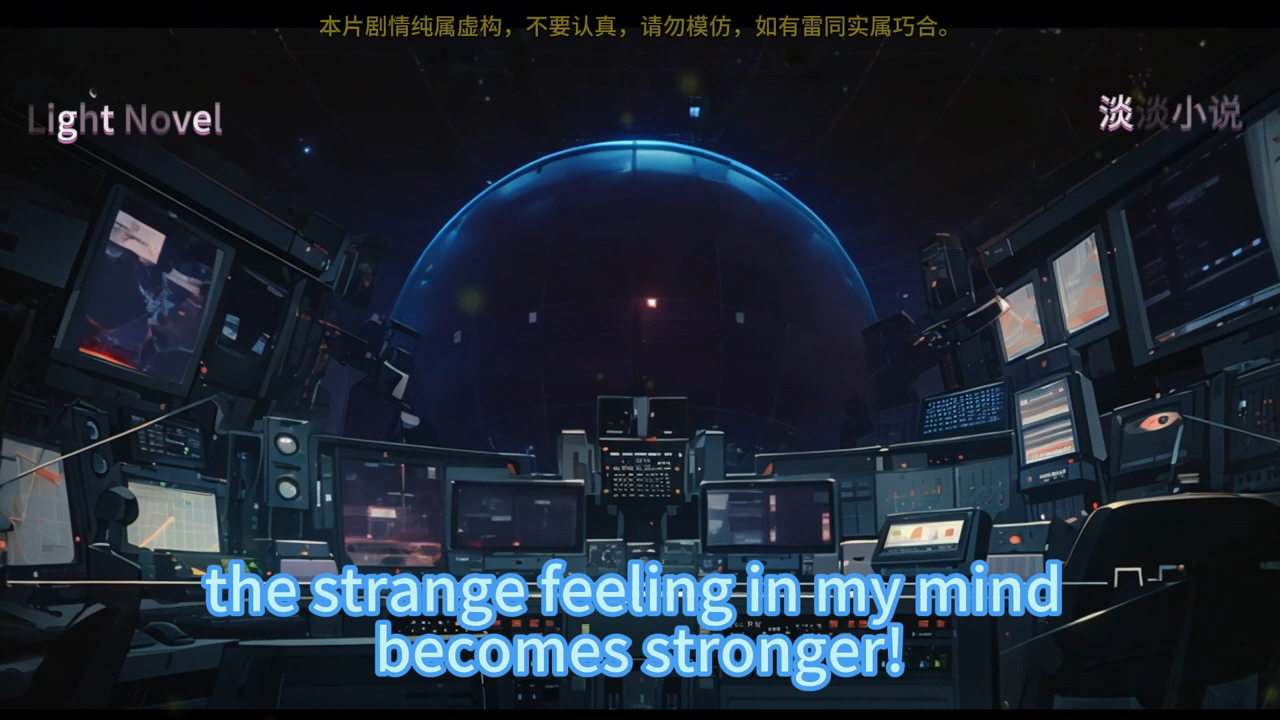 本片剧情纯属虚构，不要认真，请勿模仿，如有雷同实属巧合。
Light Novel
淡淡小说
the strange feeling in my mind
becomes stronger!